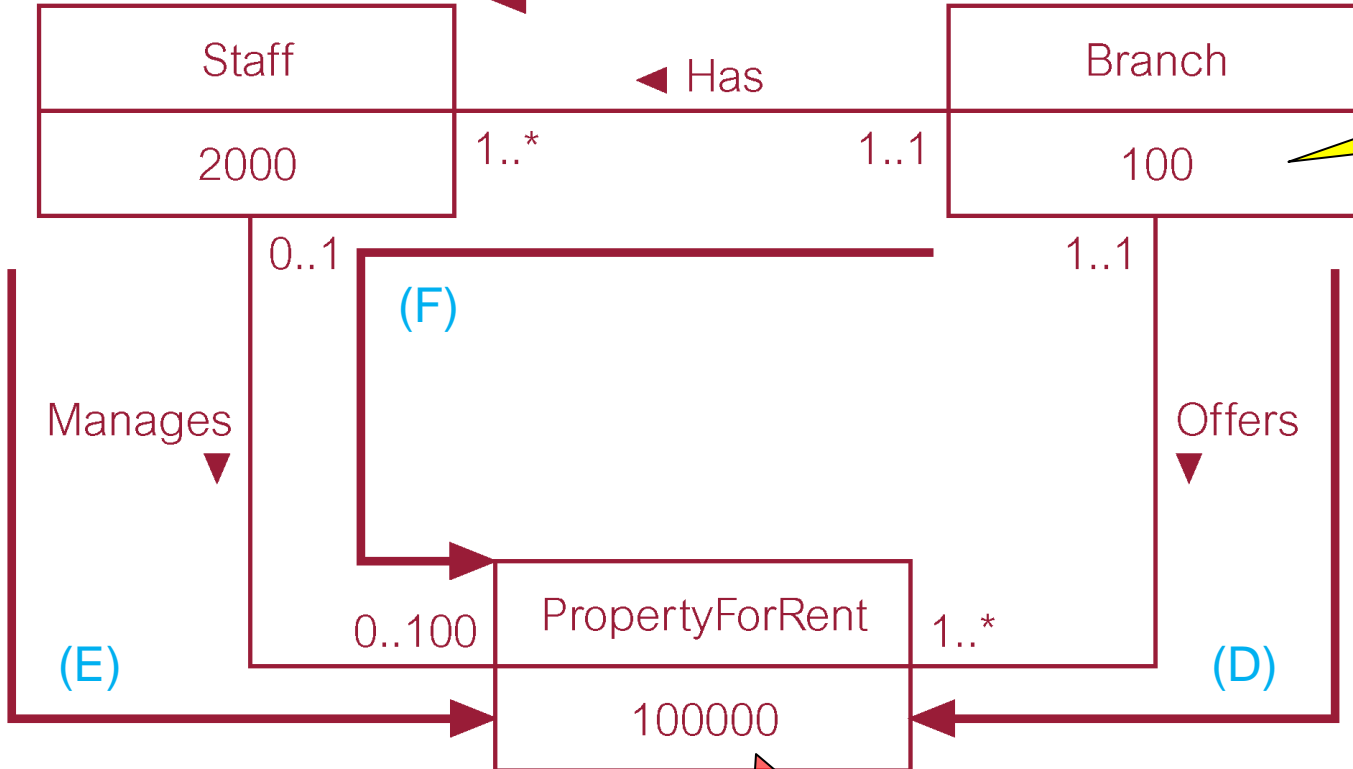 Staff
◄ Has
Branch
2000
1..*
1..1
100
0..1
1..1
(F)
Manages
▼
Offers
▼
PropertyForRent
0..100
1..*
(E)
(D)
100000